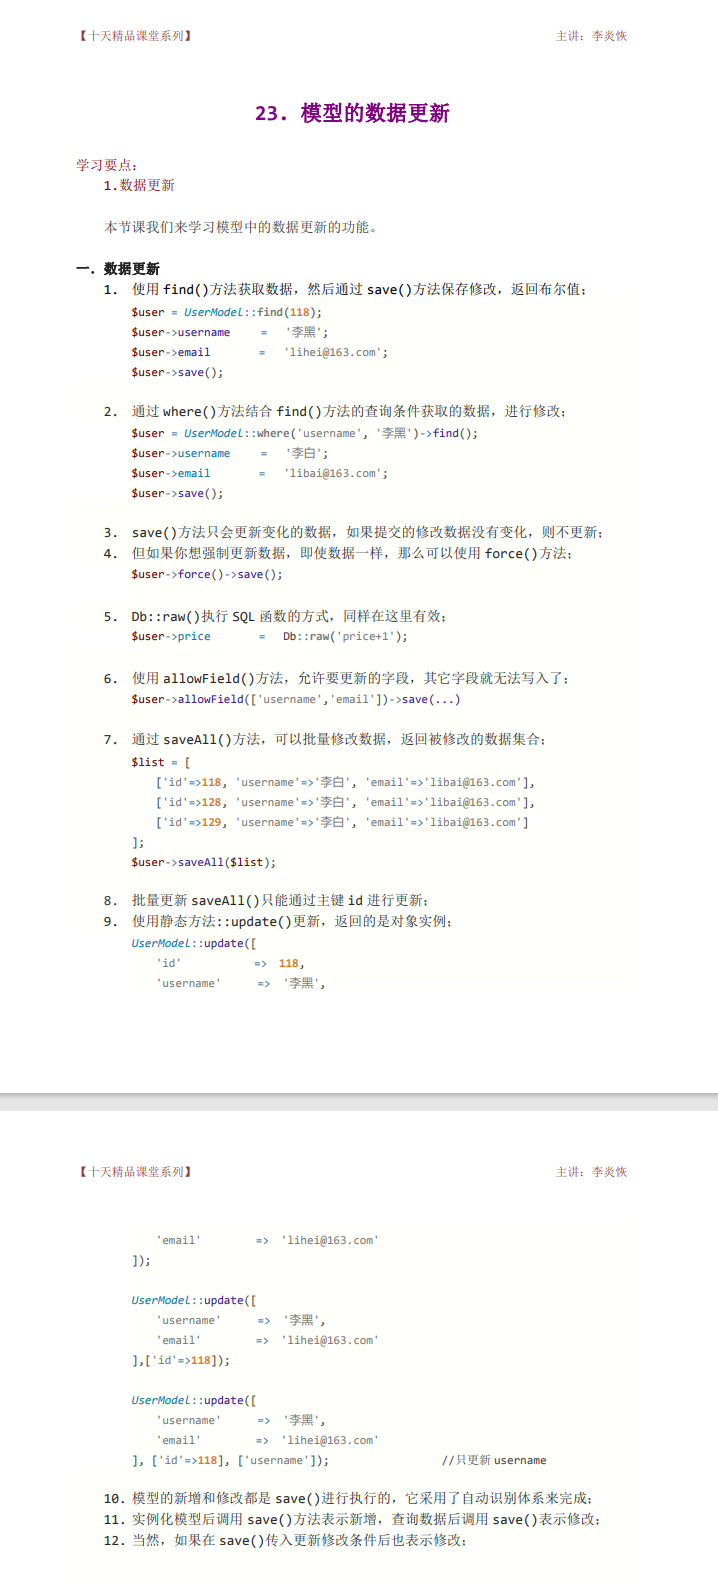 【十天精品课堂系列】 主讲：李炎恢
23．模型的数据更新
学习要点：
1.数据更新
本节课我们来学习模型中的数据更新的功能。
一．数据更新
1. 使用 find()方法获取数据，然后通过 save()方法保存修改，返回布尔值；
$user = UserModel::find(118);
$user->username = '李黑';
$user->email = 'lihei@163.com';
$user->save();
2. 通过 where()方法结合 find()方法的查询条件获取的数据，进行修改；
$user = UserModel::where('username', '李黑')->find();
$user->username = '李白';
$user->email = 'libai@163.com';
$user->save();
3. save()方法只会更新变化的数据，如果提交的修改数据没有变化，则不更新；
4. 但如果你想强制更新数据，即使数据一样，那么可以使用 force()方法；
$user->force()->save();
5. Db::raw()执行 SQL 函数的方式，同样在这里有效；
$user->price = Db::raw('price+1');
6. 使用 allowField()方法，允许要更新的字段，其它字段就无法写入了；
$user->allowField(['username','email'])->save(...)
7. 通过 saveAll()方法，可以批量修改数据，返回被修改的数据集合；
$list = [
['id'=>118, 'username'=>'李白', 'email'=>'libai@163.com'],
['id'=>128, 'username'=>'李白', 'email'=>'libai@163.com'],
['id'=>129, 'username'=>'李白', 'email'=>'libai@163.com']
];
$user->saveAll($list);
8. 批量更新 saveAll()只能通过主键 id 进行更新；
9. 使用静态方法::update()更新，返回的是对象实例；
UserModel::update([
'id' => 118,
'username' => '李黑',
【十天精品课堂系列】 主讲：李炎恢
'email' => 'lihei@163.com'
]);
UserModel::update([
'username' => '李黑',
'email' => 'lihei@163.com'
],['id'=>118]);
UserModel::update([
'username' => '李黑',
'email' => 'lihei@163.com'
], ['id'=>118], ['username']); //只更新 username
10. 模型的新增和修改都是 save()进行执行的，它采用了自动识别体系来完成；
11. 实例化模型后调用 save()方法表示新增，查询数据后调用 save()表示修改；
12. 当然，如果在 save()传入更新修改条件后也表示修改；